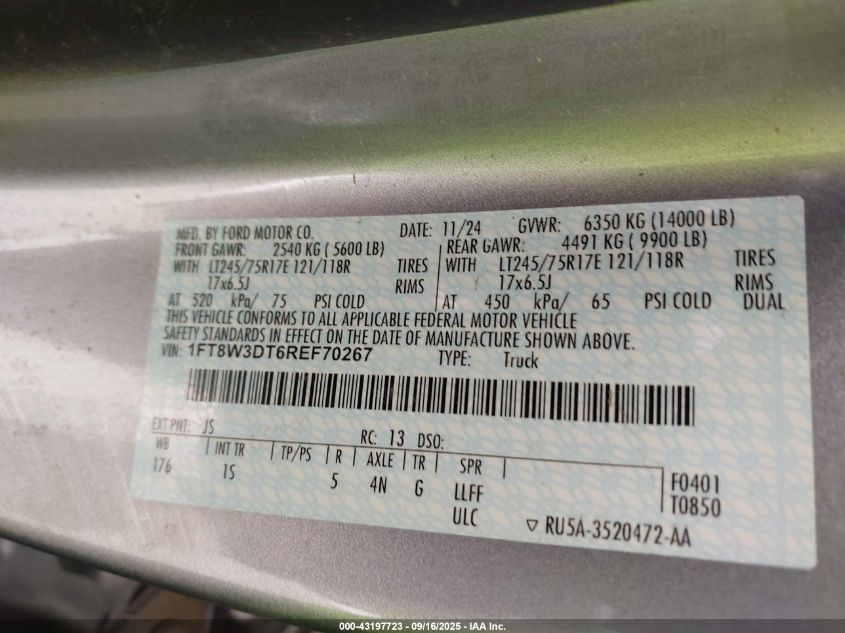 MFD. BY FORD MOTOR CO. DATE: 11/24 GVWR: 6350 KG (14000 LB)
FRONT GAWR: 2540 KG ( 5600 LB) REAR GAWR: 4491 KG ( 9900 LB)
WITH LT245/75R17E 121/118R TIRES WITH LT245/75R17E 121/118R TIRES
17x6.5J RIMS 17x6.5J RIMS
AT 520 kPa/ 75 PSI COLD AT 450 kPa/ 65 PSI COLD DUAL
THIS VEHICLE CONFORMS TO ALL APPLICABLE FEDERAL MOTOR VEHICLE
SAFETY STANDARDS IN EFFECT ON THE DATE OF MANUFACTURE SHOWN ABOVE.
VIN: 1FT8W3DT6REF70267 TYPE: Truck
EXT PNT: JS RC: 13 DSO:
WB INT TR TP/PS R AXLE TR SPR
176 1S 5 4N G LLFF F0401
ULC T0850
RU5A-3520472-AA
000-43197723 - 09/16/2025 - IAA Inc.